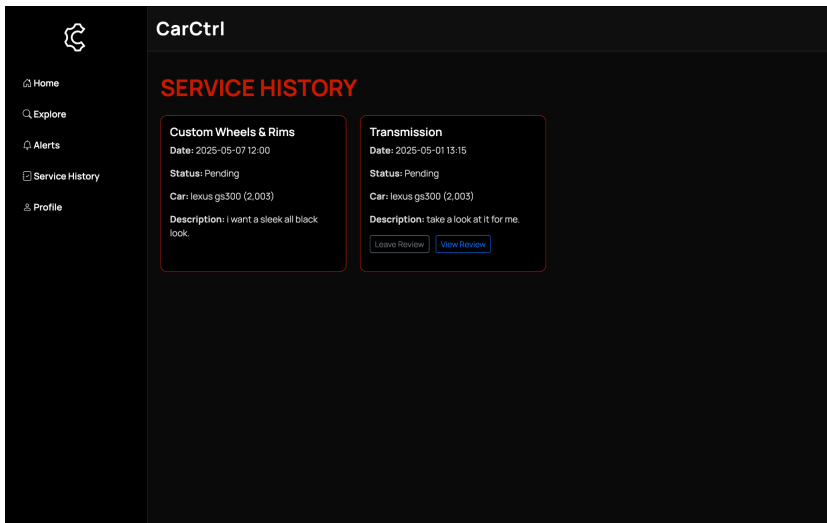 CarCtrl
Home
Explore
Alerts
Service History
Profile
SERVICE HISTORY
Custom Wheels & Rims
Date: 2025-05-07 12:00
Status: Pending
Car: lexus gs300 (2,003)
Description: i want a sleek all black
look.
Transmission
Date: 2025-05-01 13:15
Status: Pending
Car: lexus gs300 (2,003)
Description: take a look at it for me.
Leave Review
View Review